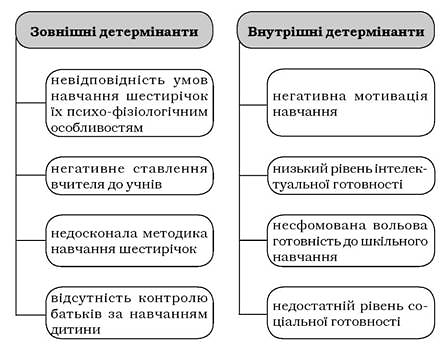 Зовнішні детермінанти
невідповідність умов
навчання шестирічок
їх психо-фізіологічним
особливостям
негативне ставлення
вчителя до учнів
недосконала методика
навчання шестирічок
відсутність контролю
батьків за навчанням
дитини
Внутрішні детермінанти
негативна мотивація
навчання
низький рівень інтелек-
туальної готовності
несфомована вольова
готовність до шкільного
навчання
недостатній рівень со-
ціальної готовності